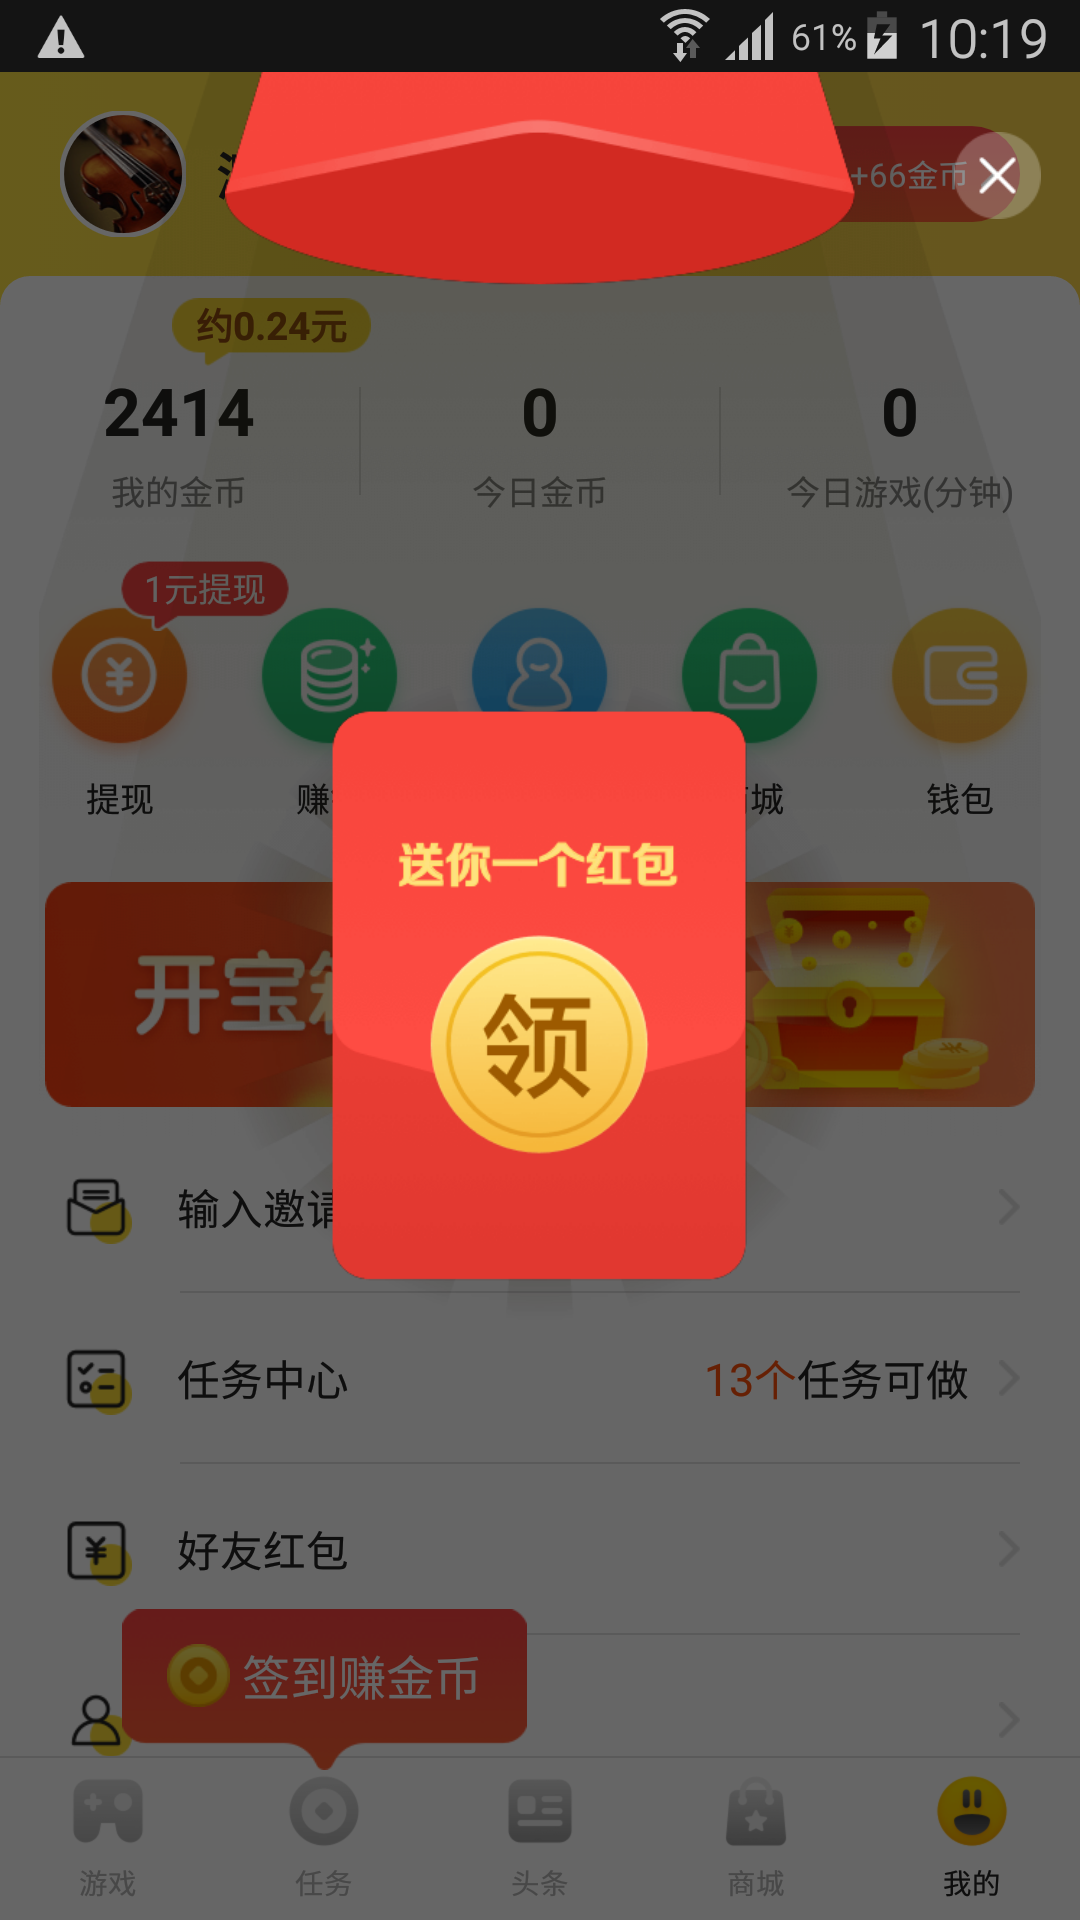 61% 10:19
+66金币
约0.24元
2414 0 0
我的金币 今日金币 今日游戏(分钟)
1元提现
提现 赚 城 钱包
送你一个红包
领
开宝
输入邀请
任务中心 13个任务可做
好友红包
签到赚金币
游戏 任务 头条 商城 我的